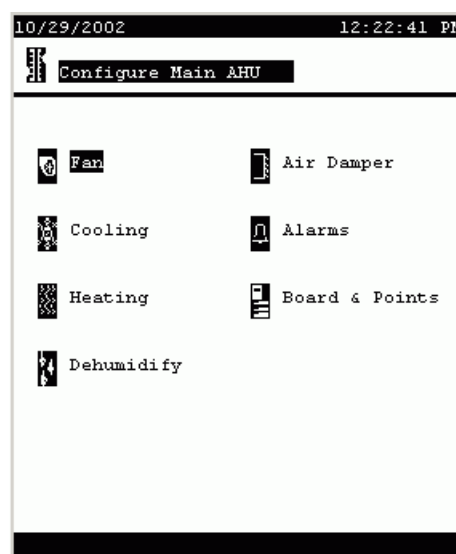 10/29/2002 12:22:41 PM
Configure Main AHU
Fan Air Damper
Cooling Alarms
Heating Board & Points
Dehumidify